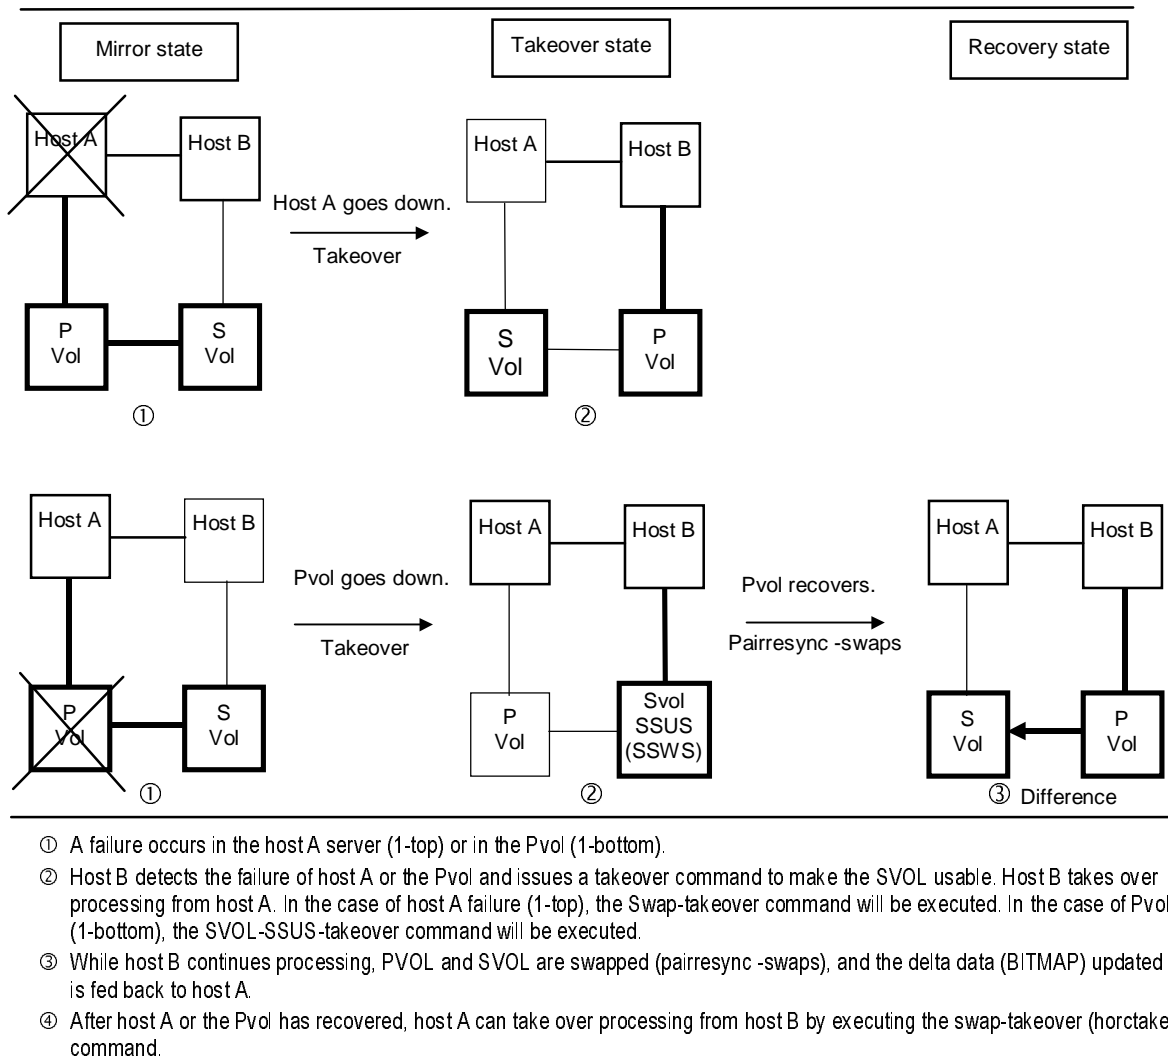 Mirror state
Takeover state
Recovery state
Host A
Host B
Host A goes down.
Takeover
Host A
Host B
P
Vol
S
Vol
S
Vol
P
Vol
①
②
Host A
Host B
Pvol goes down.
Takeover
Host A
Host B
Pvol recovers.
Pairresync -swaps
Host A
Host B
P
Vol
S
Vol
P
Vol
Svol
SSUS
(SSWS)
S
Vol
P
Vol
①
②
③ Difference
① A failure occurs in the host A server (1-top) or in the Pvol (1-bottom).
② Host B detects the failure of host A or the Pvol and issues a takeover command to make the SVOL usable. Host B takes over
processing from host A. In the case of host A failure (1-top), the Swap-takeover command will be executed. In the case of Pvol
(1-bottom), the SVOL-SSUS-takeover command will be executed.
③ While host B continues processing, PVOL and SVOL are swapped (pairresync -swaps), and the delta data (BITMAP) updated
is fed back to host A.
④ After host A or the Pvol has recovered, host A can take over processing from host B by executing the swap-takeover (horctake
command.